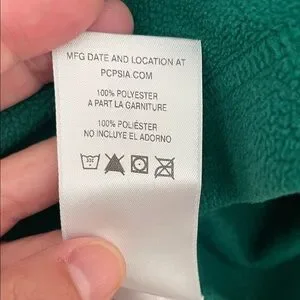 MFG DATE AND LOCATION AT
PCPSIA.COM
100% POLYESTER
A PART LA GARNITURE
100% POLIÉSTER
NO INCLUYE EL ADORNO